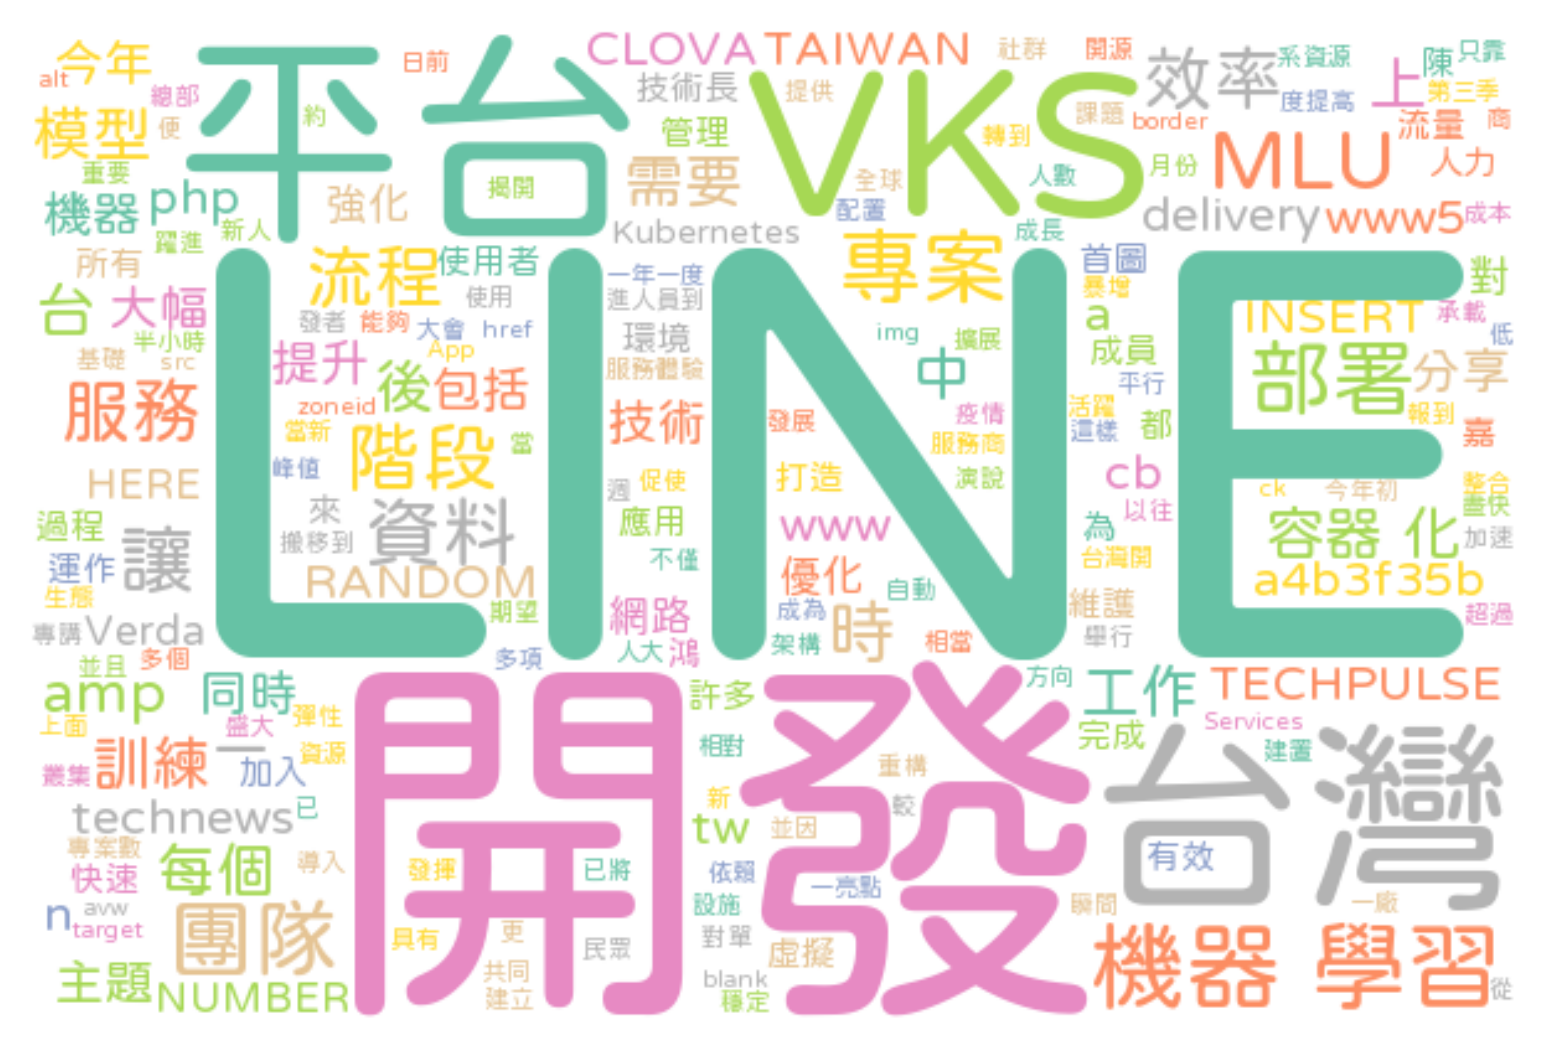 CLOVA TAIWAN 社群 開源
平台 VKS
今年 日前 技術長 提供 效率 系資源 陳 只靠
alt 總部 約 課題 度提高 上 第三季
模型 便 管理 轉到 border 流量 商
重要 揭開 需要 全球 人數 月份 MLU 人力
機器 php 強化 配置 delivery www5 成本
躍進 新人 Kubernetes 成長
所有 流程 使用者 一年一度 專案 首圖 對
LINE
台 大幅 使用 進人員到 暴增 INSERT 承載
發者 能夠 大會 href 環境 img 擴展 a 低
半小時 App 成員
基礎 src 提升 服務體驗 中 平行 部署 分享
服務 後 包括 zoneid 技術 發展 疫情 活躍 報到
當新 階段 當 服務商 這樣 都 嘉
HERE 峰值 週 促使 打造 演說 cb ck 今年初 整合
來 資料 應用 www 為 以往 容器 化 盡快
過程 讓 搬移到 加速
運作 RANDOM 不僅 優化 自動 台灣開 a4b3f35b
生態 期望 網路 成為 時 維護 超過
專講 Verda 架構 相當 舉行
並且 多個 多項 人大 鴻
開發
amp 同時 許多 方向 工作 TECHPULSE
上面 盛大 彈性 相對 完成 Services
訓練 一 資源 重構 台灣 建置
叢集 加入
technews 已 新 較
專案數 tw 並因
快速 每個 導入 發揮 已將 依賴 一亮點 有效
n avw 設施 瞬間 一廠
target 團隊 具有 更 民眾 對單 虛擬 機器 學習
主題 NUMBER 共同 blank 從
建立 穩定